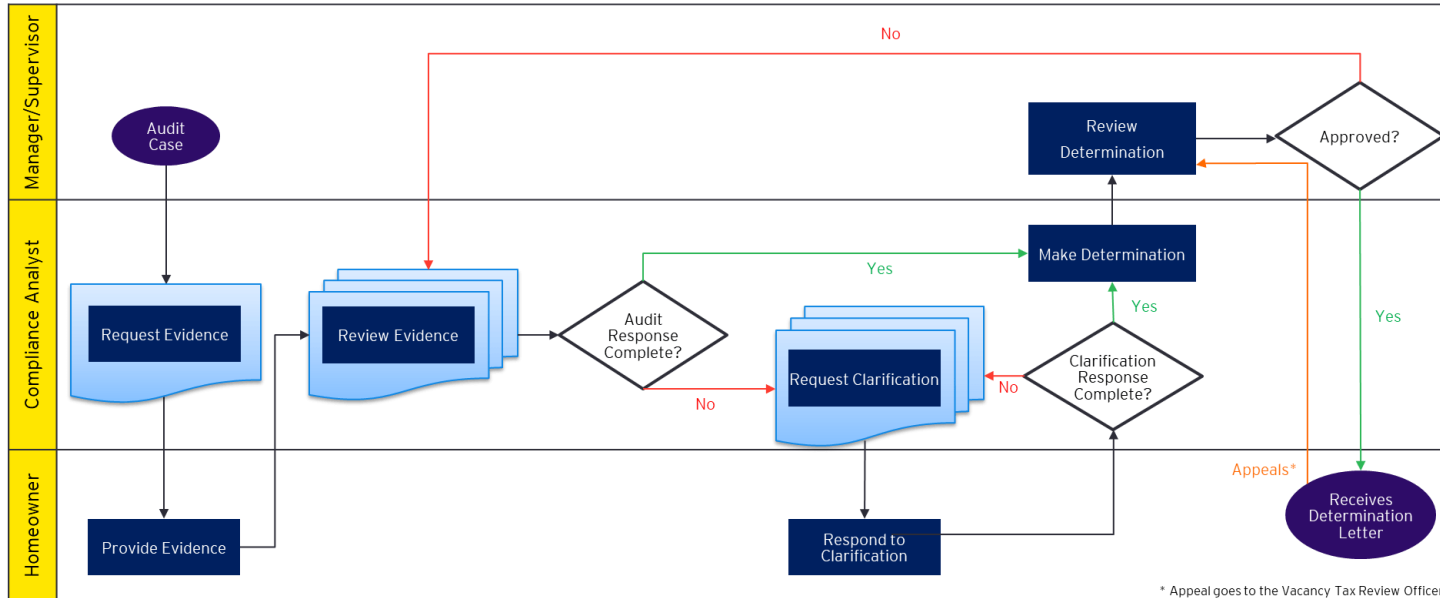 Manager/Supervisor
No
Audit
Case
Review
Determination
Approved?
Compliance Analyst
Request Evidence
Review Evidence
Audit
Response
Complete?
Yes
No
Request Clarification
No
Make Determination
Yes
Clarification
Response
Complete?
Yes
Homeowner
Provide Evidence
Respond to
Clarification
Appeals*
Receives
Determination
Letter
* Appeal goes to the Vacancy Tax Review Officer